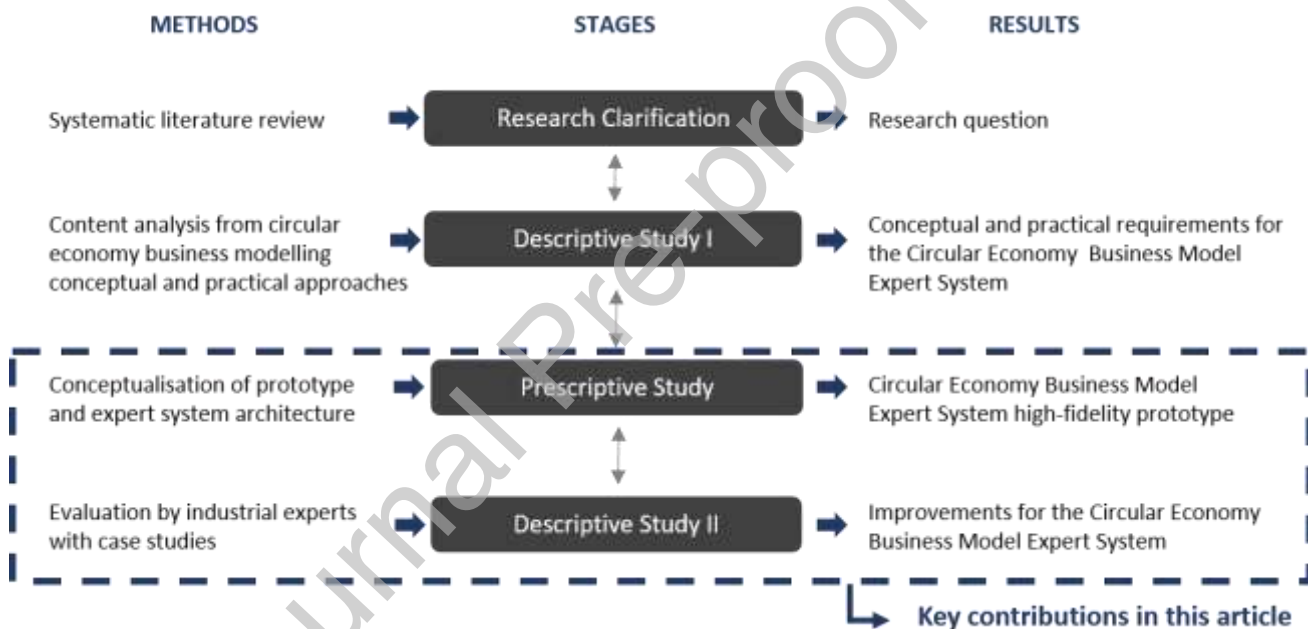 METHODS
STAGES
RESULTS
Systematic literature review
Research Clarification
Research question
Content analysis from circular
economy business modelling
conceptual and practical approaches
Descriptive Study I
Conceptual and practical requirements for
the Circular Economy Business Model
Expert System
Conceptualisation of prototype
and expert system architecture
Prescriptive Study
Circular Economy Business Model
Expert System high-fidelity prototype
Evaluation by industrial experts
with case studies
Descriptive Study II
Improvements for the Circular Economy
Business Model Expert System
Key contributions in this article
urnal Pre-proof